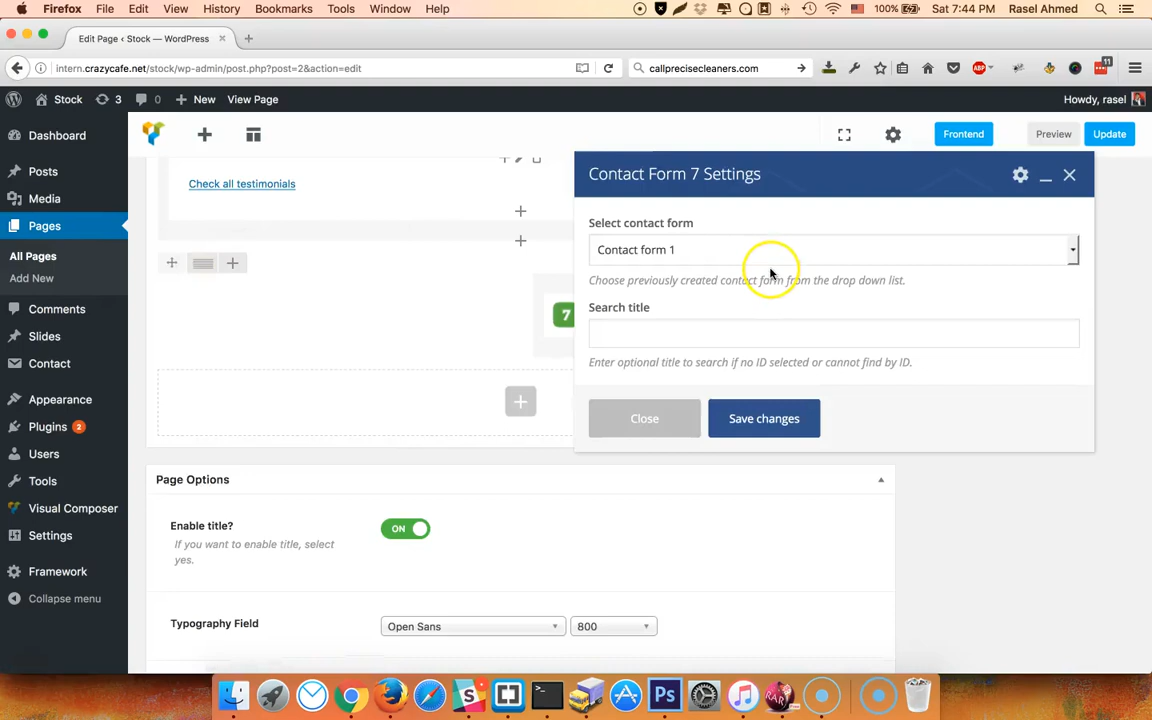 Firefox File Edit View History Bookmarks Tools Window Help 100% Sat 7:44 PM Rasel Ahmed
Edit Page ‹ Stock — WordPress
intern.crazycafe.net/stock/wp-admin/post.php?post=2&action=edit callprecisecleaners.com ABP 11
Stock 3 0 New View Page Howdy, rasel
Dashboard
Posts
Media
Pages
All Pages
Add New
Comments
Slides
Contact
Appearance
Plugins 2
Users
Tools
Visual Composer
Settings
Framework
Collapse menu
Frontend Preview Update
Check all testimonials
7
Contact Form 7 Settings
Select contact form
Contact form 1
Choose previously created contact form from the drop down list.
Search title
Enter optional title to search if no ID selected or cannot find by ID.
Close Save changes
Page Options
Enable title? ON
If you want to enable title, select
yes.
Typography Field Open Sans 800